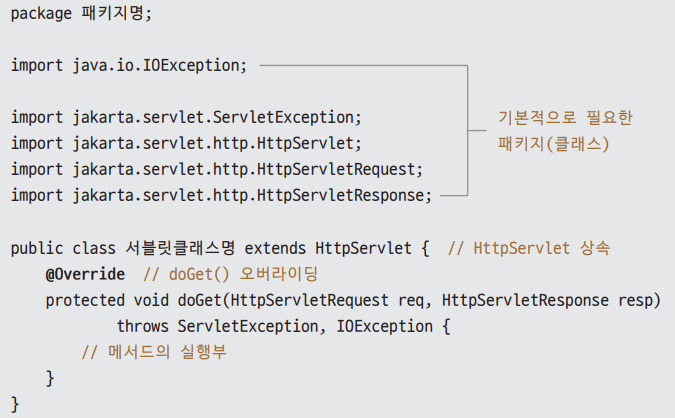 package 패키지명;
import java.io.IOException;
import jakarta.servlet.ServletException;
import jakarta.servlet.http.HttpServlet;
import jakarta.servlet.http.HttpServletRequest;
import jakarta.servlet.http.HttpServletResponse;
기본적으로 필요한
패키지(클래스)
public class 서블릿클래스명 extends HttpServlet {  // HttpServlet 상속
    @Override  // doGet() 오버라이딩
    protected void doGet(HttpServletRequest req, HttpServletResponse resp)
            throws ServletException, IOException {
        // 메서드의 실행부
    }
}